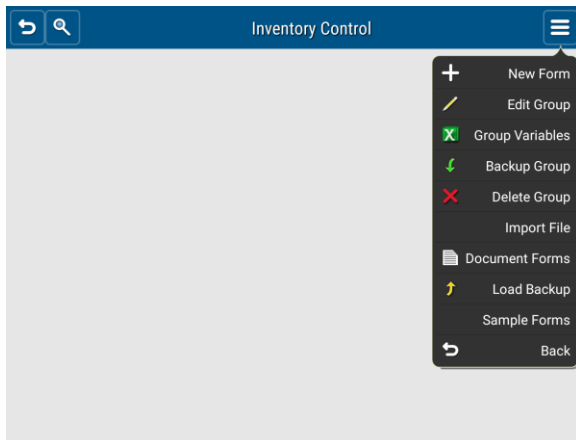 Inventory Control
New Form
Edit Group
X Group Variables
Backup Group
Delete Group
Import File
Document Forms
Load Backup
Sample Forms
Back